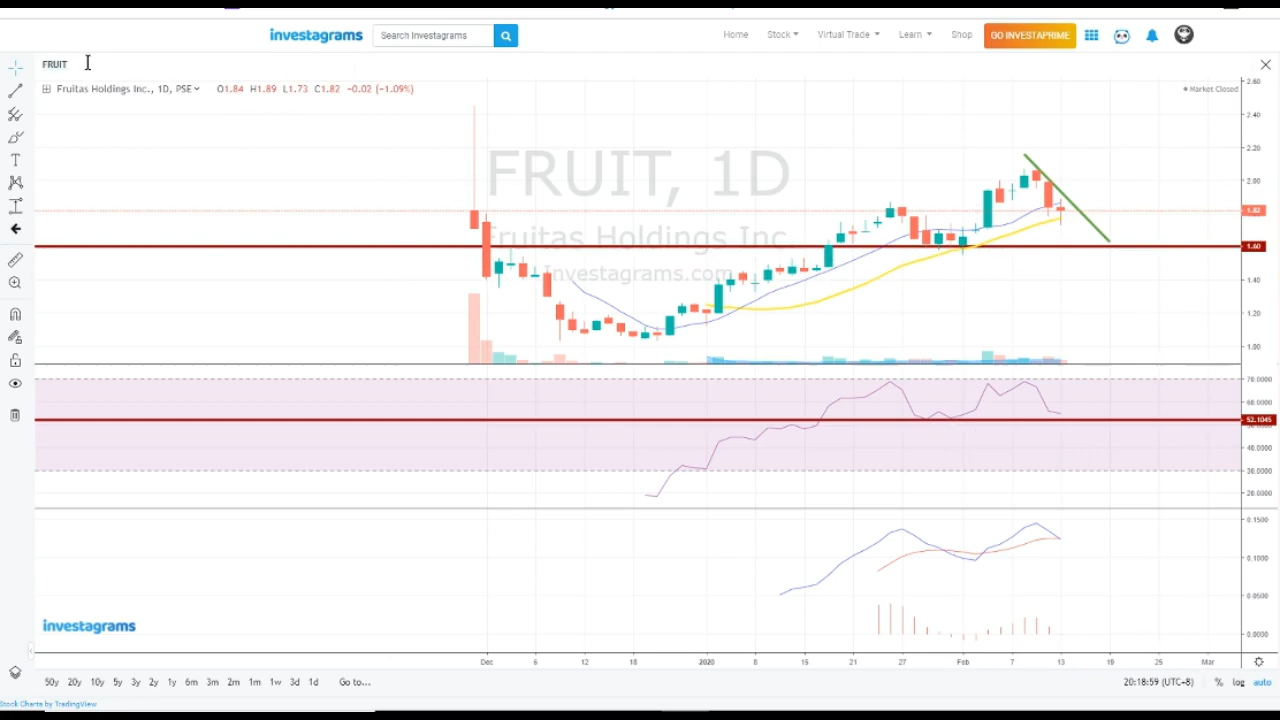 investagrams
Search Investagrams
Home Stock Virtual Trade Learn Shop GO INVESTAPRIME
FRUIT
Fruitas Holdings Inc., 1D, PSE O1.84 H1.89 L1.73 C1.82 −0.02 (−1.09%)
Market Closed
FRUIT, 1D
Fruitas Holdings Inc.
Investagrams.com
2.60
2.40
2.20
2.00
1.82
1.60
1.40
1.20
1.00
70.0000
60.0000
52.1045
40.0000
30.0000
20.0000
0.1500
0.1000
0.0500
0.0000
investagrams
Dec 6 12 18 2020 8 15 21 27 Feb 7 13 19 25 Mar
50y 20y 10y 5y 3y 2y 1y 6m 3m 2m 1m 1w 3d 1d Go to...
20:18:59 (UTC-8) % log auto
Stock Charts by TradingView